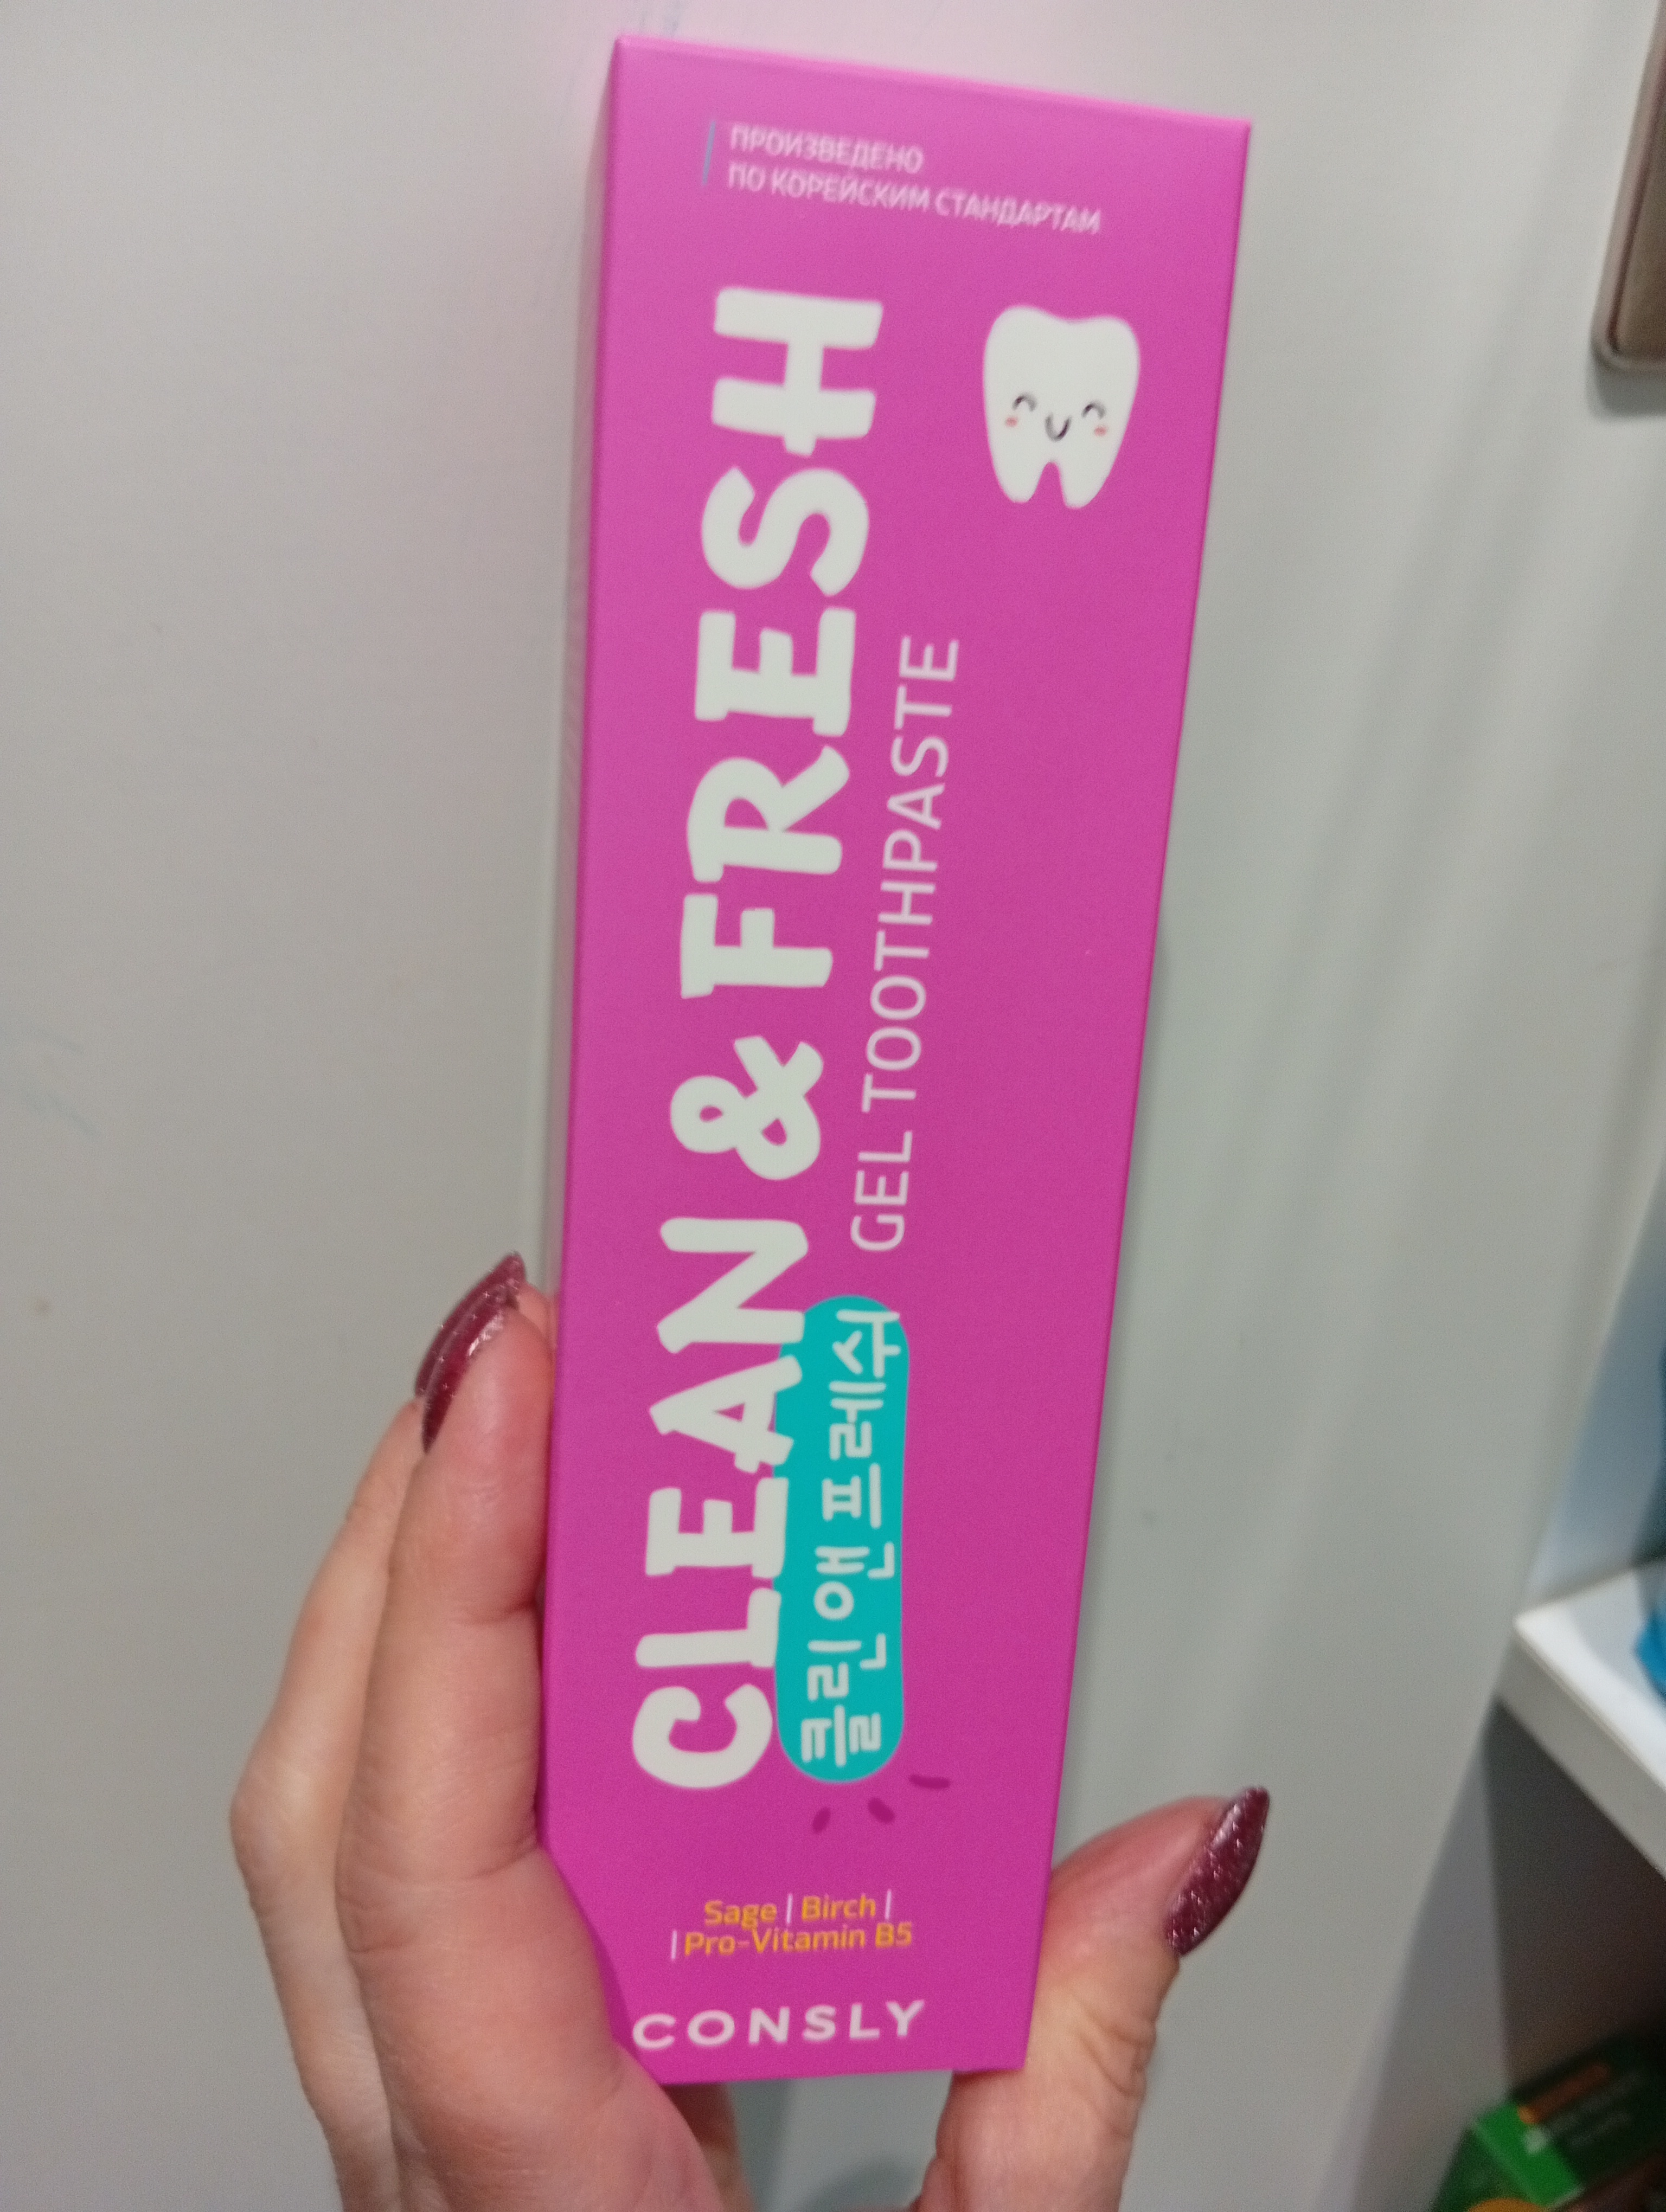 ПРОИЗВЕДЕНО
ПО КОРЕЙСКИМ СТАНДАРТАМ
CLEAN & FRESH
클린앤프레쉬
GEL TOOTHPASTE
Sage | Birch |
| Pro-Vitamin B5
CONSLY